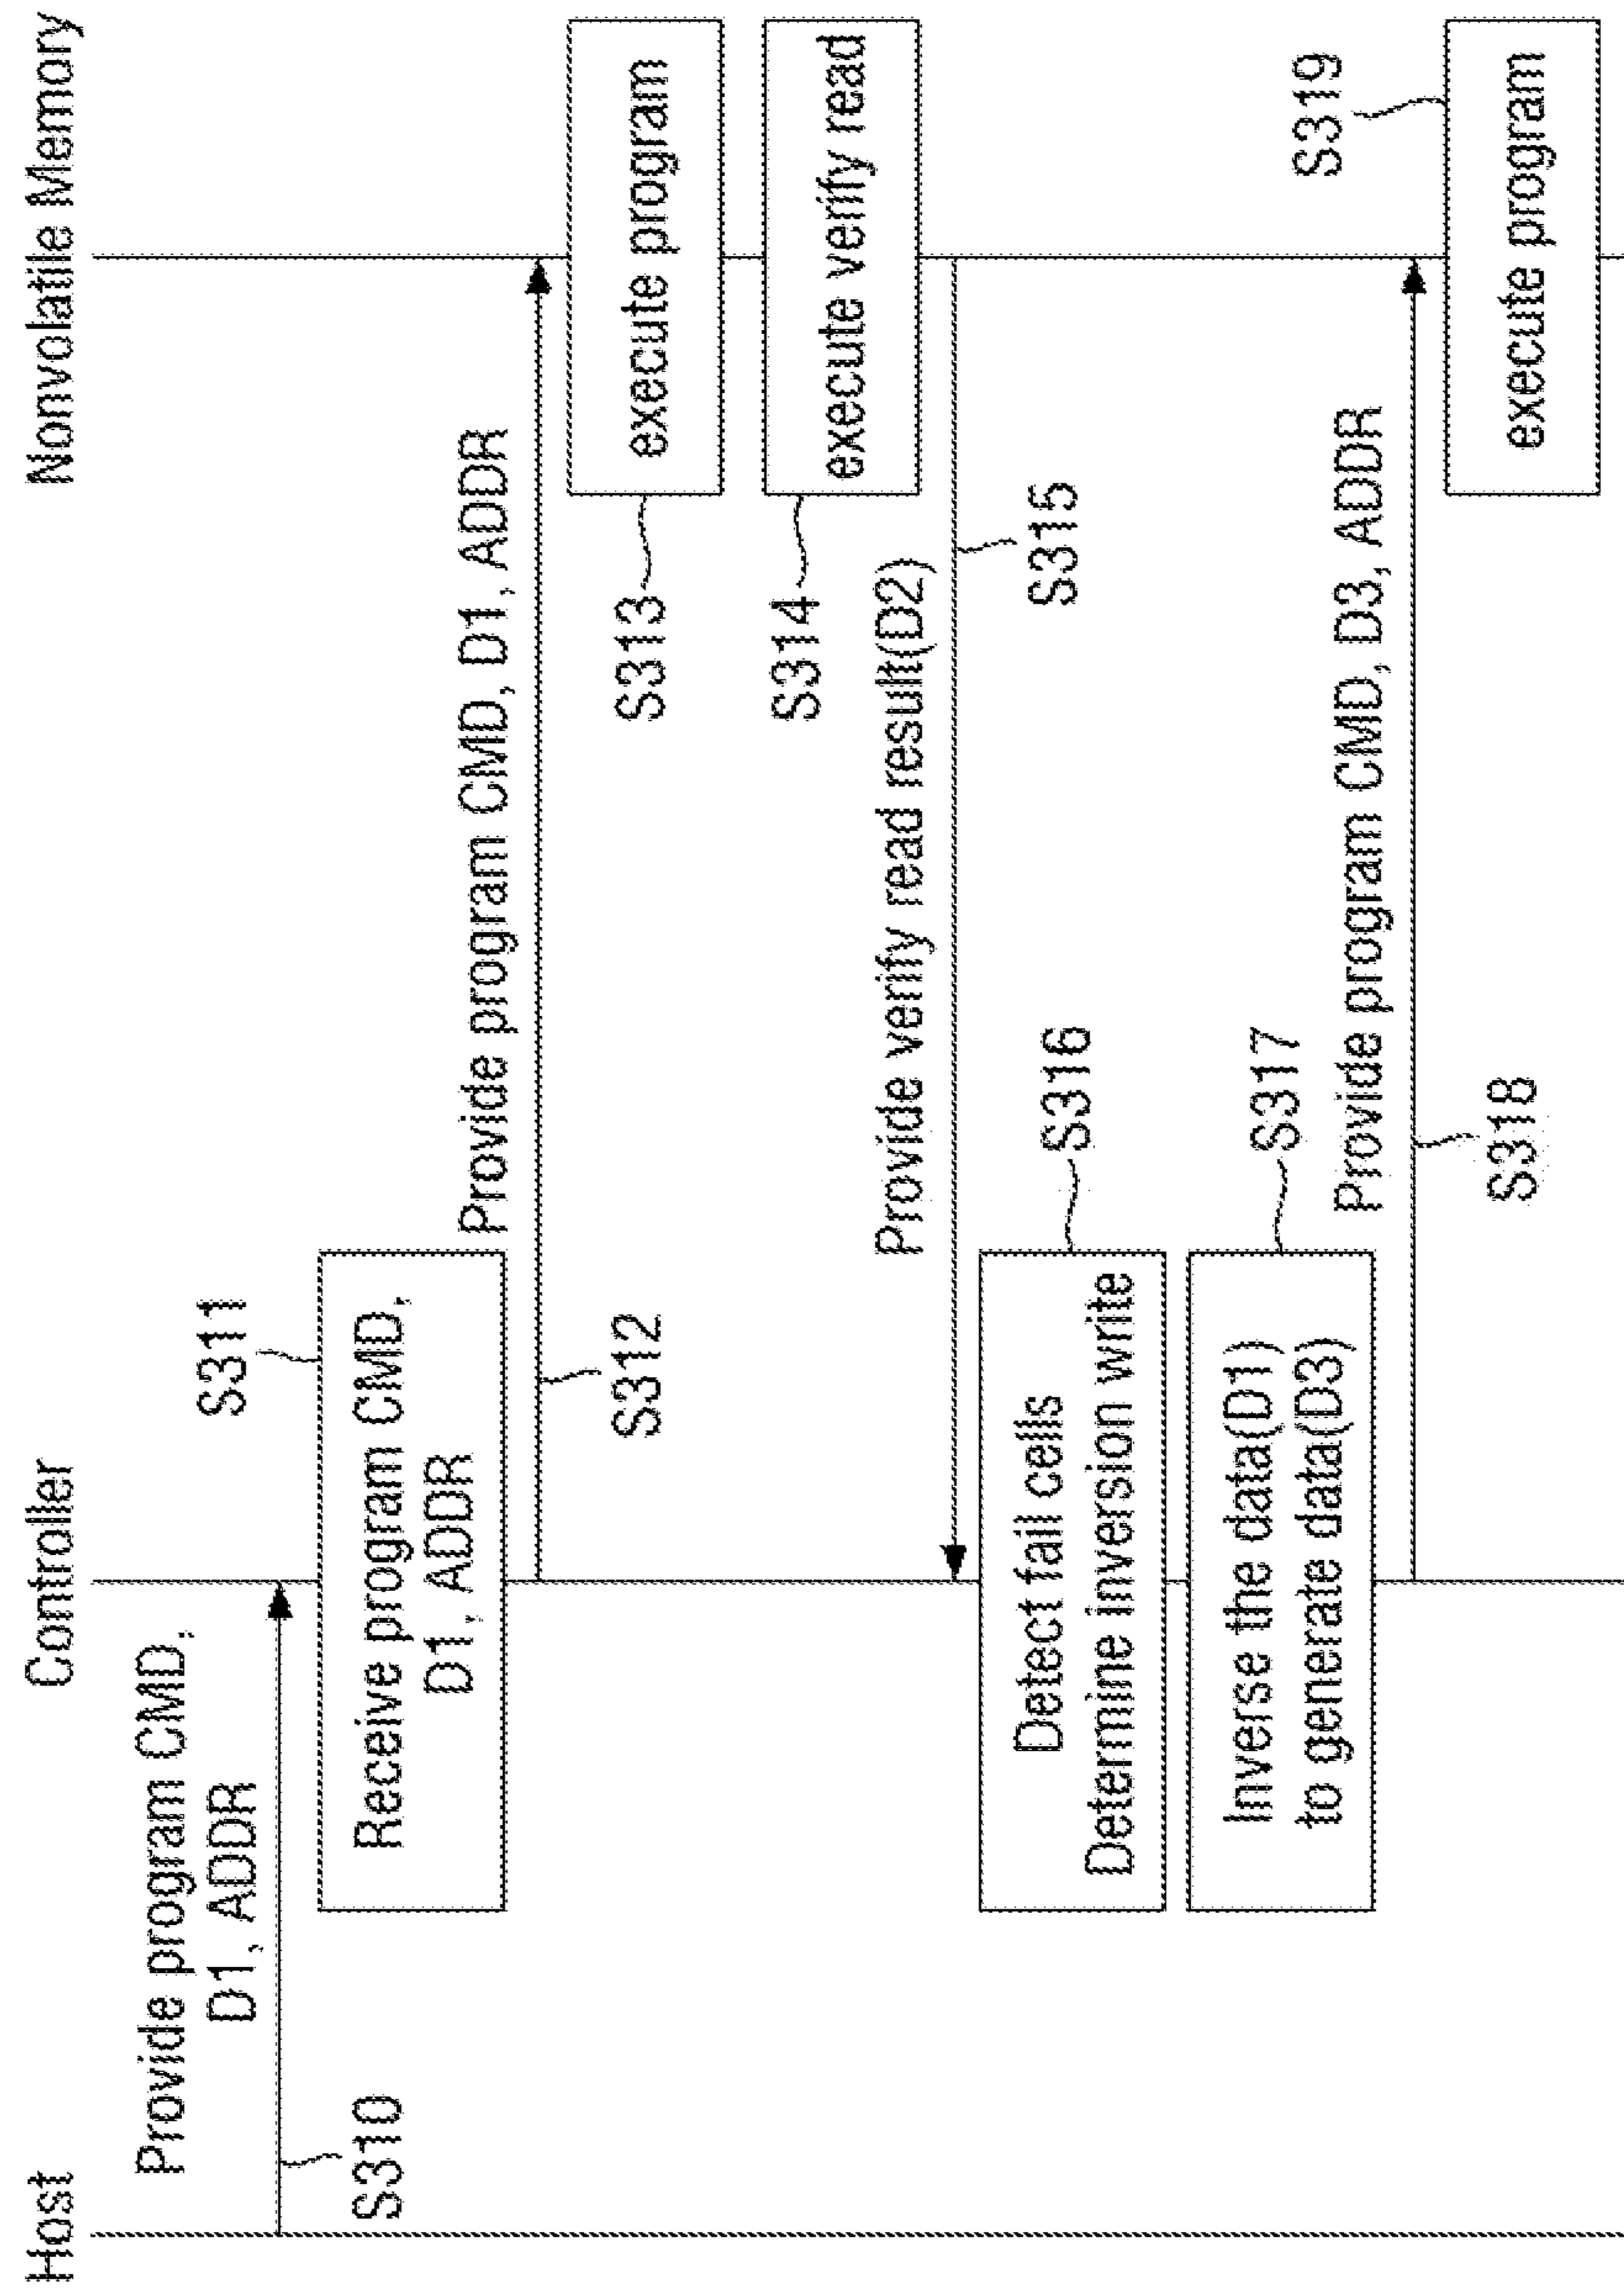 Host
Controller
Nonvolatile Memory
Provide program CMD,
D1, ADDR
S310
S311
Receive program CMD,
D1, ADDR
Provide program CMD, D1, ADDR
S312
execute program
S313
execute verify read
S314
Provide verify read result(D2)
S315
Detect fail cells
Determine inversion write
S316
Inverse the data(D1)
to generate data(D3)
S317
Provide program CMD, D3, ADDR
S318
S319
execute program